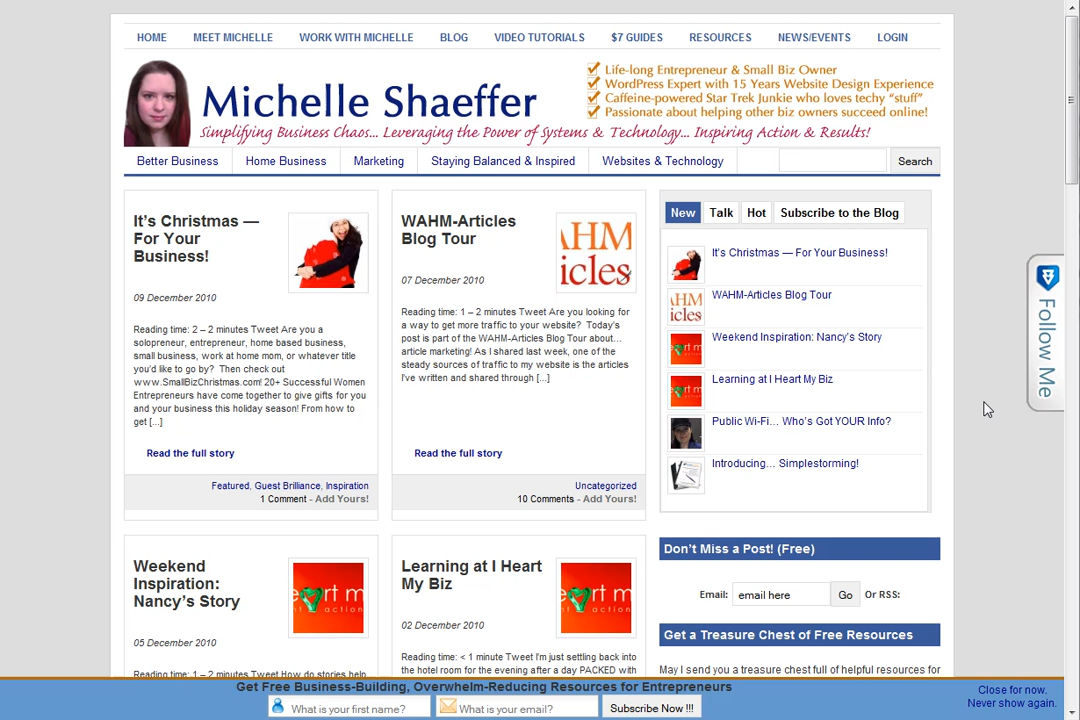 HOME MEET MICHELLE WORK WITH MICHELLE BLOG VIDEO TUTORIALS $7 GUIDES RESOURCES NEWS/EVENTS LOGIN
Michelle Shaeffer
Life-long Entrepreneur & Small Biz Owner
WordPress Expert with 15 Years Website Design Experience
Caffeine-powered Star Trek Junkie who loves techy "stuff"
Passionate about helping other biz owners succeed online!
Simplifying Business Chaos... Leveraging the Power of Systems & Technology... Inspiring Action & Results!
Better Business Home Business Marketing Staying Balanced & Inspired Websites & Technology Search
It's Christmas —
For Your
Business!
09 December 2010
Reading time: 2 – 2 minutes Tweet Are you a
solopreneur, entrepreneur, home based business,
small business, work at home mom, or whatever title
you'd like to go by? Then check out
www.SmallBizChristmas.com! 20+ Successful Women
Entrepreneurs have come together to give gifts for you
and your business this holiday season! From how to
get [...]
Read the full story
Featured, Guest Brilliance, Inspiration
1 Comment - Add Yours!
WAHM-Articles
Blog Tour
AHM
icles
07 December 2010
Reading time: 1 – 2 minutes Tweet Are you looking for
a way to get more traffic to your website? Today's
post is part of the WAHM-Articles Blog Tour about...
article marketing! As I shared last week, one of the
steady sources of traffic to my website is the articles
I've written and shared through [...]
Read the full story
Uncategorized
10 Comments - Add Yours!
New Talk Hot Subscribe to the Blog
It's Christmas — For Your Business!
AHM
icles
WAHM-Articles Blog Tour
Weekend Inspiration: Nancy's Story
Learning at I Heart My Biz
Public Wi-Fi... Who's Got YOUR Info?
Introducing... Simplestorming!
Follow Me
Weekend
Inspiration:
Nancy's Story
eart m
action
05 December 2010
Reading time: 1 – 2 minutes Tweet How do stories help
Learning at I Heart
My Biz
eart m
action
02 December 2010
Reading time: < 1 minute Tweet I'm just settling back into
the hotel room for the evening after a day PACKED with
Don't Miss a Post! (Free)
Email: email here Go Or RSS:
Get a Treasure Chest of Free Resources
May I send you a treasure chest full of helpful resources for
Get Free Business-Building, Overwhelm-Reducing Resources for Entrepreneurs
What is your first name? What is your email? Subscribe Now !!!
Close for now.
Never show again.